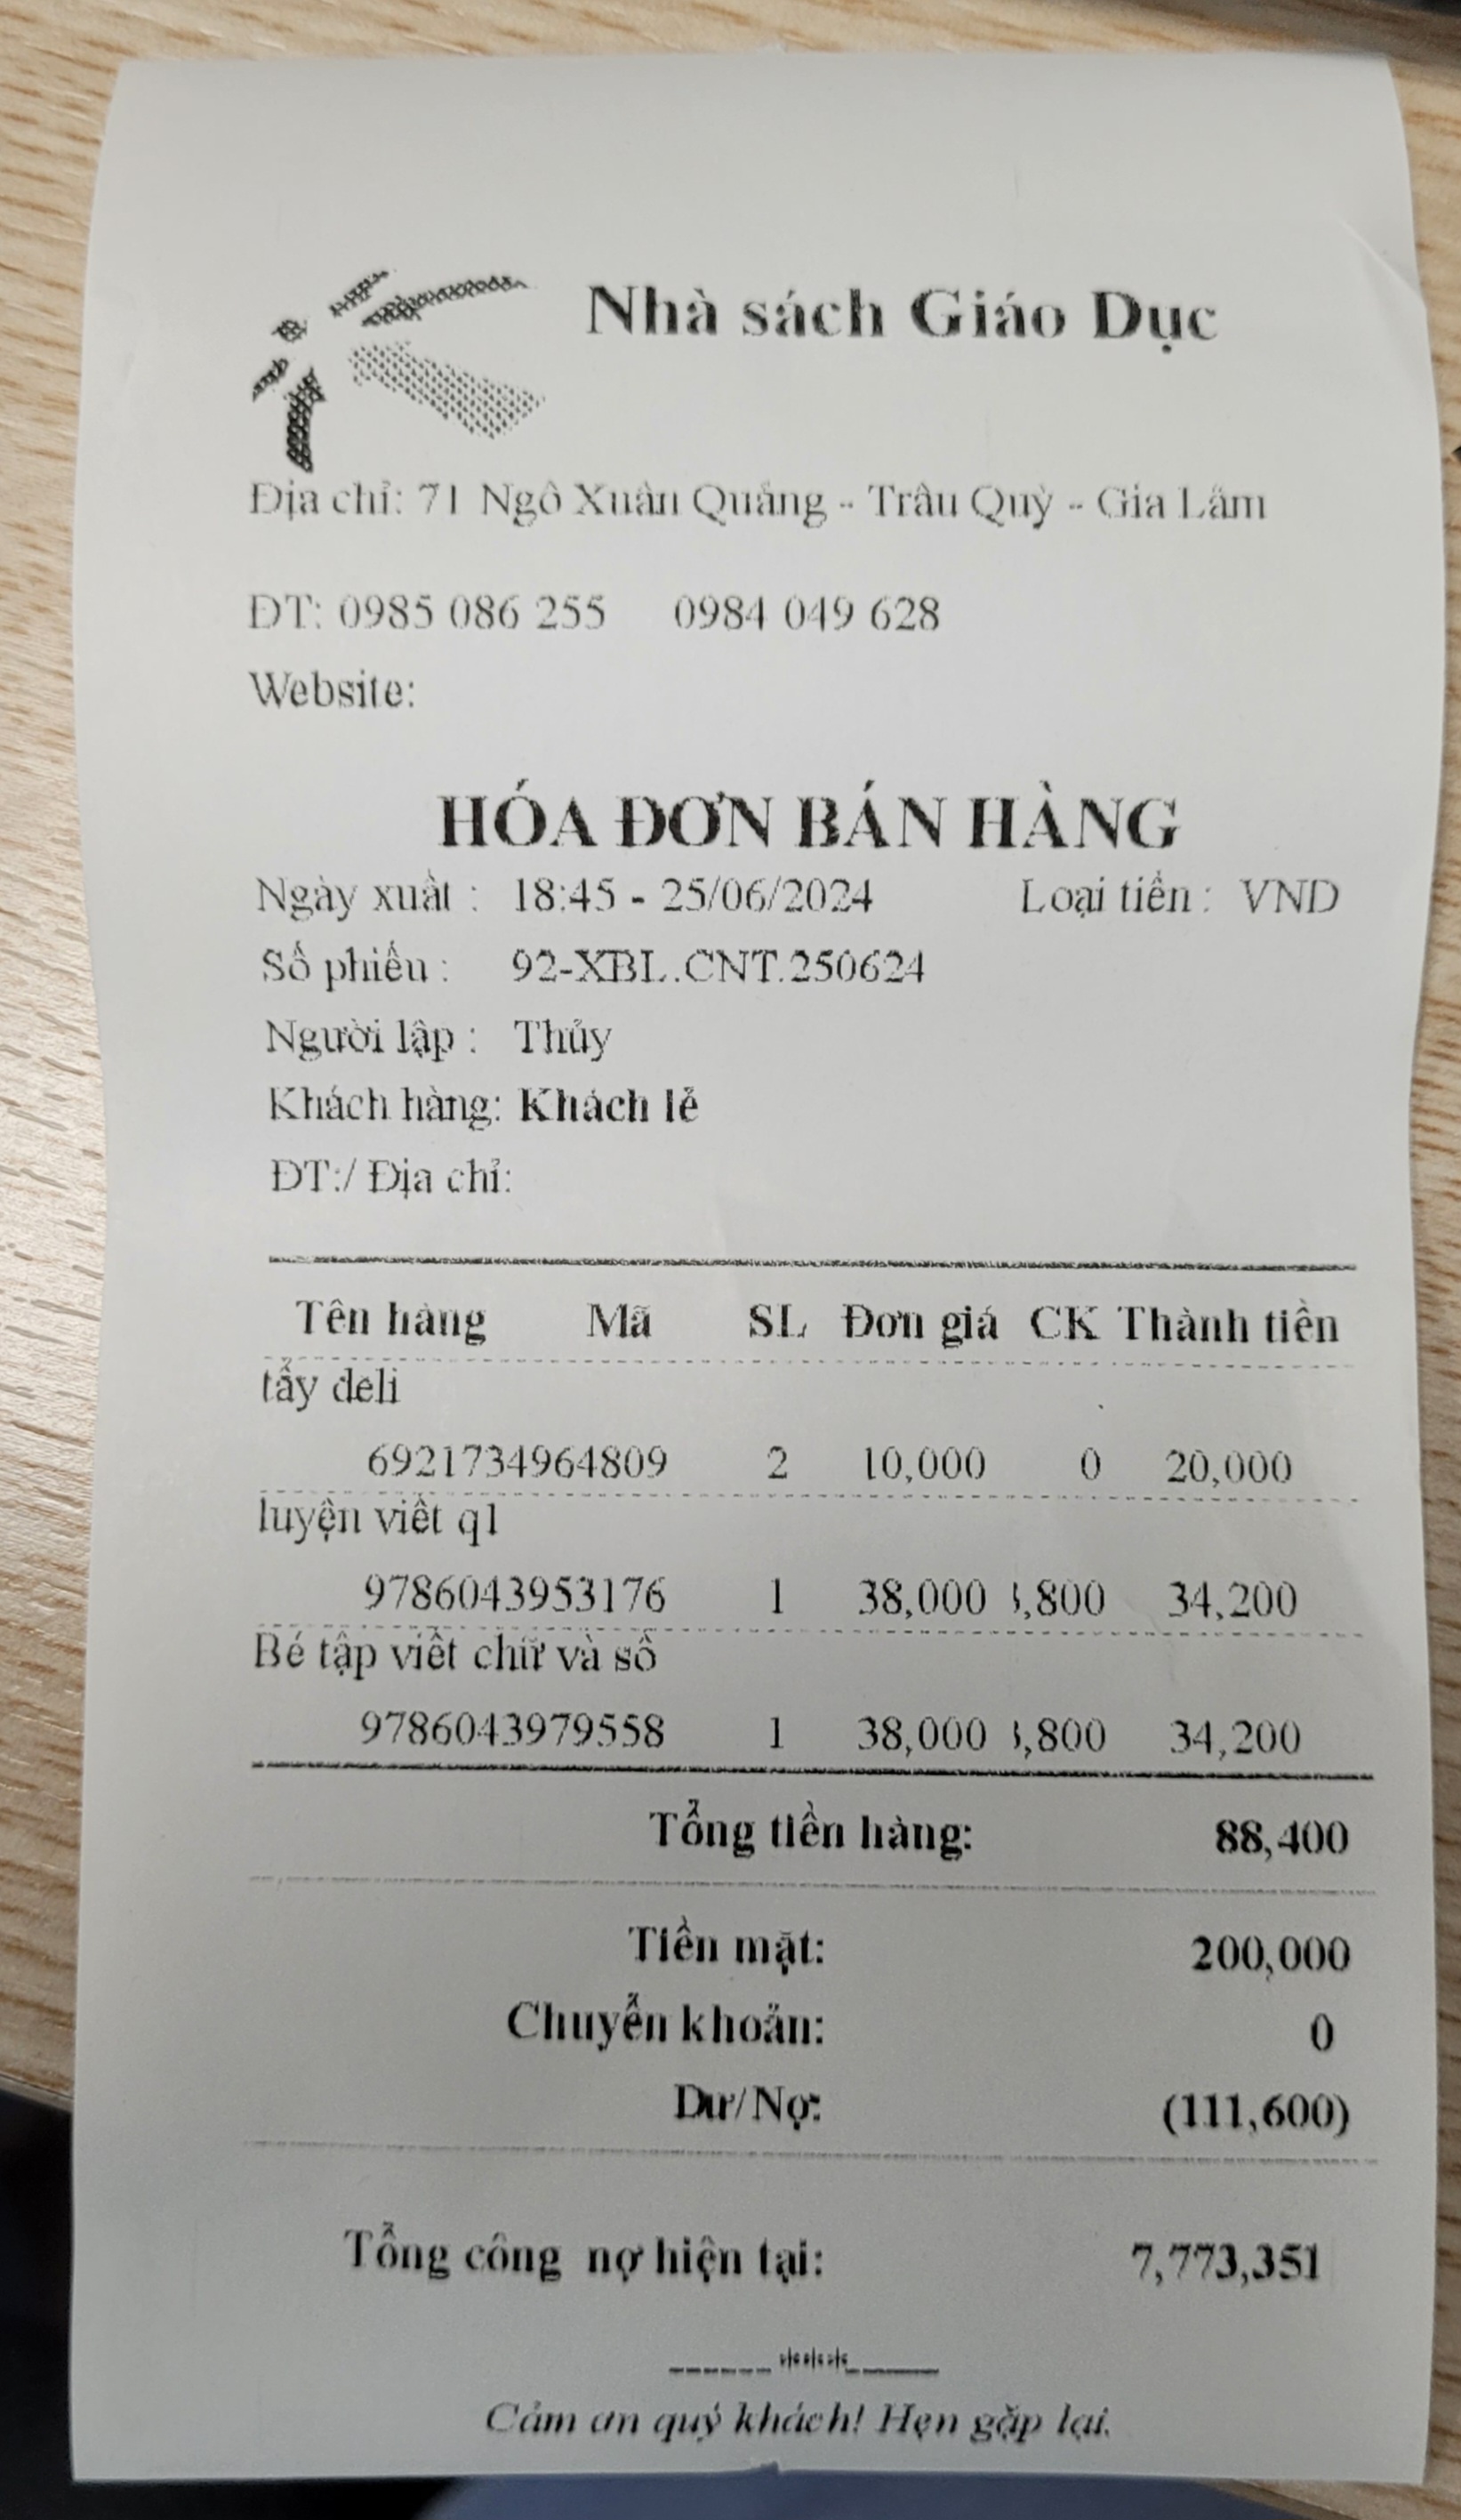 Nhà sách Giáo Dục
Địa chỉ: 71 Ngô Xuân Quảng - Trâu Quỳ - Gia Lâm
ĐT: 0985 086 255 0984 049 628
Website:
HÓA ĐƠN BÁN HÀNG
Ngày xuất : 18:45 - 25/06/2024 Loại tiền : VND
Số phiếu : 92-XBL.CNT.250624
Người lập : Thủy
Khách hàng: Khách lẻ
ĐT:/ Địa chỉ:
Tên hàng Mã SL Đơn giá CK Thành tiền
tẩy deli
6921734964809 2 10,000 0 20,000
luyện viết q1
9786043953176 1 38,000 ,800 34,200
Bé tập viết chữ và số
9786043979558 1 38,000 ,800 34,200
Tổng tiền hàng: 88,400
Tiền mặt: 200,000
Chuyển khoản: 0
Dư/Nợ: (111,600)
Tổng công nợ hiện tại: 7,773,351
______***______
Cảm ơn quý khách! Hẹn gặp lại.